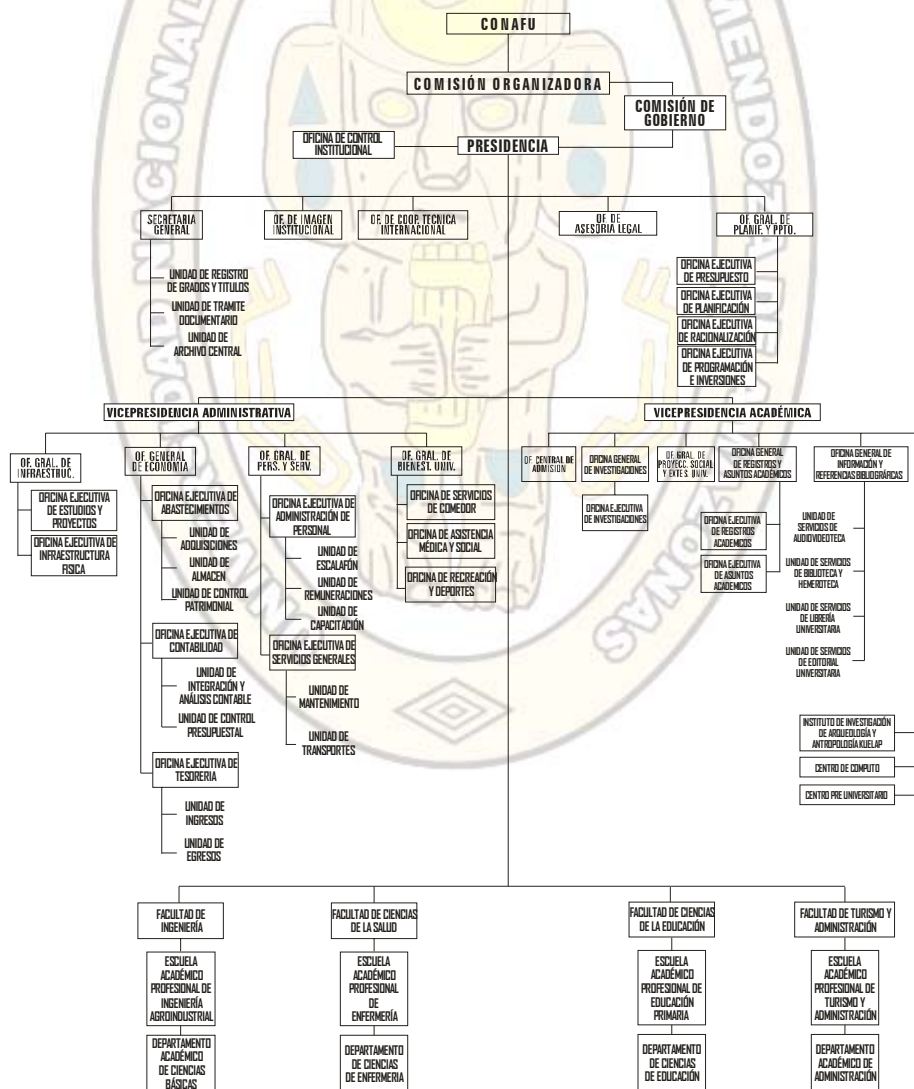 CONAFU
COMISIÓN ORGANIZADORA
COMISIÓN DE
GOBIERNO
OFICINA DE CONTROL
INSTITUCIONAL
PRESIDENCIA
SECRETARIA
GENERAL
OF. DE IMAGEN
INSTITUCIONAL
OF. DE COOP. TECNICA
INTERNACIONAL
OF. DE
ASESORIA LEGAL
OF. GRAL. DE
PLANIF. Y PPTO.
UNIDAD DE REGISTRO
DE GRADOS Y TITULOS
UNIDAD DE TRAMITE
DOCUMENTARIO
UNIDAD DE
ARCHIVO CENTRAL
OFICINA EJECUTIVA
DE PRESUPUESTO
OFICINA EJECUTIVA
DE PLANIFICACIÓN
OFICINA EJECUTIVA
DE RACIONALIZACIÓN
OFICINA EJECUTIVA
DE PROGRAMACIÓN
E INVERSIONES
VICEPRESIDENCIA ADMINISTRATIVA
VICEPRESIDENCIA ACADÉMICA
OF. GRAL. DE
INFRAESTRUC.
OF. GENERAL
DE ECONOMIA
OF. GRAL. DE
PERS. Y SERV.
OF. GRAL. DE
BIENEST. UNIV.
OF. CENTRAL DE
ADMISION
OFICINA GENERAL
DE INVESTIGACIONES
OF. GRAL. DE
PROYECC. SOCIAL
Y EXTES. UNIV.
OFICINA GENERAL
DE REGISTROS Y
ASUNTOS ACADÉMICOS
OFICINA GENERAL DE
INFORMACIÓN Y
REFERENCIAS BIBLIOGRÁFICAS
OFICINA EJECUTIVA
DE ESTUDIOS Y
PROYECTOS
OFICINA EJECUTIVA DE
INFRAESTRUCTURA
FISICA
OFICINA EJECUTIVA DE
ABASTECIMIENTOS
UNIDAD DE
ADQUISICIONES
UNIDAD DE
ALMACEN
UNIDAD DE CONTROL
PATRIMONIAL
OFICINA EJECUTIVA DE
CONTABILIDAD
UNIDAD DE
INTEGRACIÓN Y
ANÁLISIS CONTABLE
UNIDAD DE CONTROL
PRESUPUESTAL
OFICINA EJECUTIVA DE
TESORERIA
UNIDAD DE
INGRESOS
UNIDAD DE
EGRESOS
OFICINA EJECUTIVA DE
ADMINISTRACIÓN DE
PERSONAL
UNIDAD DE
ESCALAFÓN
UNIDAD DE
REMUNERACIONES
UNIDAD DE
CAPACITACIÓN
OFICINA EJECUTIVA DE
SERVICIOS GENERALES
UNIDAD DE
MANTENIMIENTO
UNIDAD DE
TRANSPORTES
OFICINA DE SERVICIOS
DE COMEDOR
OFICINA DE ASISTENCIA
MÉDICA Y SOCIAL
OFICINA DE RECREACIÓN
Y DEPORTES
OFICINA EJECUTIVA
DE INVESTIGACIONES
OFICINA EJECUTIVA
DE REGISTROS
ACADEMICOS
OFICINA EJECUTIVA
DE ASUNTOS
ACADEMICOS
UNIDAD DE
SERVICIOS DE
AUDIOVIDEOTECA
UNIDAD DE SERVICIOS
DE BIBLIOTECA Y
HEMEROTECA
UNIDAD DE SERVICIOS
DE LIBRERÍA
UNIVERSITARIA
UNIDAD DE SERVICIOS
DE EDITORIAL
UNIVERSITARIA
INSTITUTO DE INVESTIGACIÓN
DE ARQUEOLOGÍA Y
ANTROPOLOGÍA KUELAP
CENTRO DE COMPUTO
CENTRO PRE UNIVERSITARIO
FACULTAD DE
INGENIERÍA
FACULTAD DE CIENCIAS
DE LA SALUD
FACULTAD DE CIENCIAS
DE LA EDUCACIÓN
FACULTAD DE TURISMO Y
ADMINISTRACIÓN
ESCUELA
ACADÉMICO
PROFESIONAL DE
INGENIERÍA
AGROINDUSTRIAL
ESCUELA
ACADÉMICO
PROFESIONAL
DE
ENFERMERÍA
ESCUELA
ACADÉMICO
PROFESIONAL DE
EDUCACIÓN
PRIMARIA
ESCUELA
ACADÉMICO
PROFESIONAL DE
TURISMO Y
ADMINISTRACIÓN
DEPARTAMENTO
ACADÉMICO
DE CIENCIAS
BÁSICAS
DEPARTAMENTO
DE CIENCIAS
DE ENFERMERIA
DEPARTAMENTO
DE CIENCIAS
DE EDUCACIÓN
DEPARTAMENTO
ACADÉMICO DE
ADMINISTRACIÓN